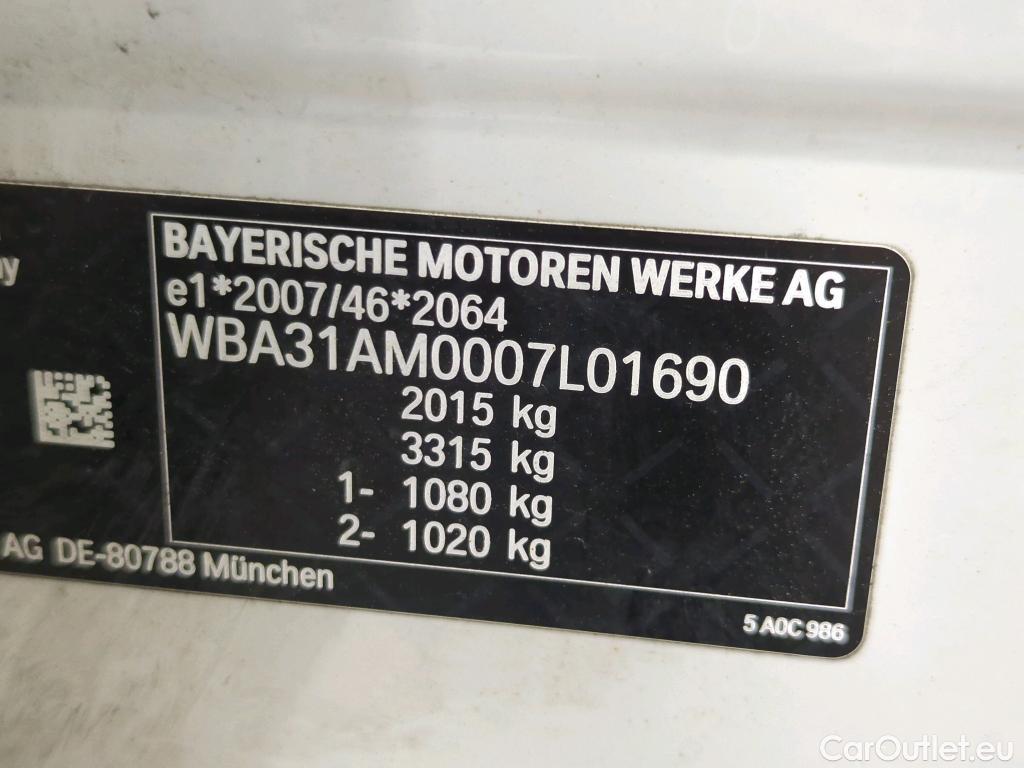 BAYERISCHE MOTOREN WERKE AG
e1*2007/46*2064
WBA31AM0007L01690
2015 kg
3315 kg
1- 1080 kg
2- 1020 kg
AG DE-80788 München
5 A0C 986
CarOutlet.eu